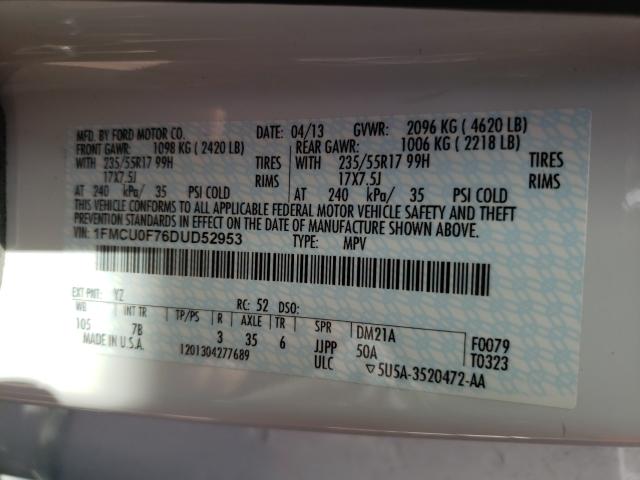 MFD. BY FORD MOTOR CO. DATE: 04/13 GVWR: 2096 KG ( 4620 LB)
FRONT GAWR: 1098 KG ( 2420 LB) REAR GAWR: 1006 KG ( 2218 LB)
WITH 235/55R17 99H TIRES WITH 235/55R17 99H TIRES
17X7.5J RIMS 17X7.5J RIMS
AT 240 kPa/ 35 PSI COLD AT 240 kPa/ 35 PSI COLD
THIS VEHICLE CONFORMS TO ALL APPLICABLE FEDERAL MOTOR VEHICLE SAFETY AND THEFT
PREVENTION STANDARDS IN EFFECT ON THE DATE OF MANUFACTURE SHOWN ABOVE.
VIN: 1FMCU0F76DUD52953 TYPE: MPV
EXT PNT: YZ RC: 52 DSO:
WB INT TR TP/PS R AXLE TR SPR DM21A F0079
105 7B 3 35 6 JJPP 50A T0323
MADE IN U.S.A. 1201304277689 ULC ▽5U5A-3520472-AA